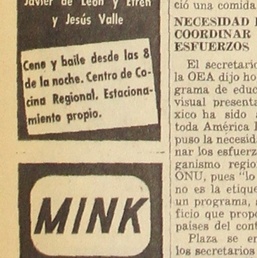 Javier de León y Efrén
y Jesús Valle
Cene y baile desde las 8
de la noche. Centro de Co-
cina Regional. Estaciona-
miento propio.
MINK
ció una comida
NECESIDAD
COORDINAR
ESFUERZOS
El secretario
la OEA dijo ho
grama de educ
visual present
xico ha sido
toda América
puso la necesid
nar los esfuerz
ganismo regio
ONU, pues "lo
no es la etique
un programa, s
ficio que prop
países del cont
Plaza se en
los secretarios